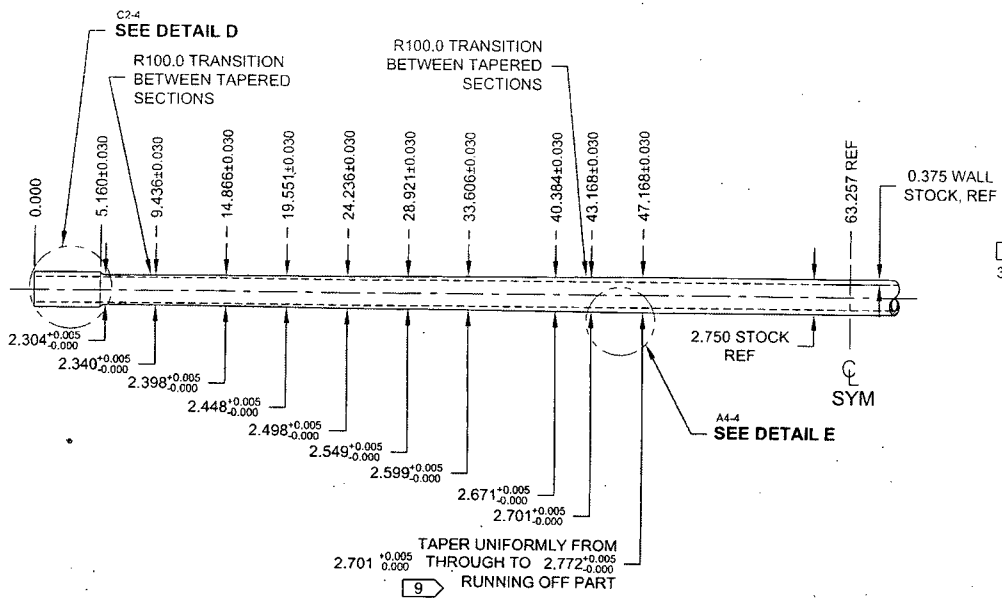 C2-4
SEE DETAIL D
R100.0 TRANSITION
BETWEEN TAPERED
SECTIONS
R100.0 TRANSITION
BETWEEN TAPERED
SECTIONS
0.000
5.160±0.030
9.436±0.030
14.866±0.030
19.551±0.030
24.236±0.030
28.921±0.030
33.606±0.030
40.384±0.030
43.168±0.030
47.168±0.030
63.257 REF
0.375 WALL
STOCK, REF
3
2.304 +0.005 -0.000
2.340 +0.005 -0.000
2.398 +0.005 -0.000
2.448 +0.005 -0.000
2.498 +0.005 -0.000
2.549 +0.005 -0.000
2.599 +0.005 -0.000
2.671 +0.005 -0.000
2.701 +0.005 -0.000
2.750 STOCK
REF
CL
SYM
A4-4
SEE DETAIL E
TAPER UNIFORMLY FROM
2.701 +0.005 0.000 THROUGH TO 2.772 +0.005 -0.000
RUNNING OFF PART
9